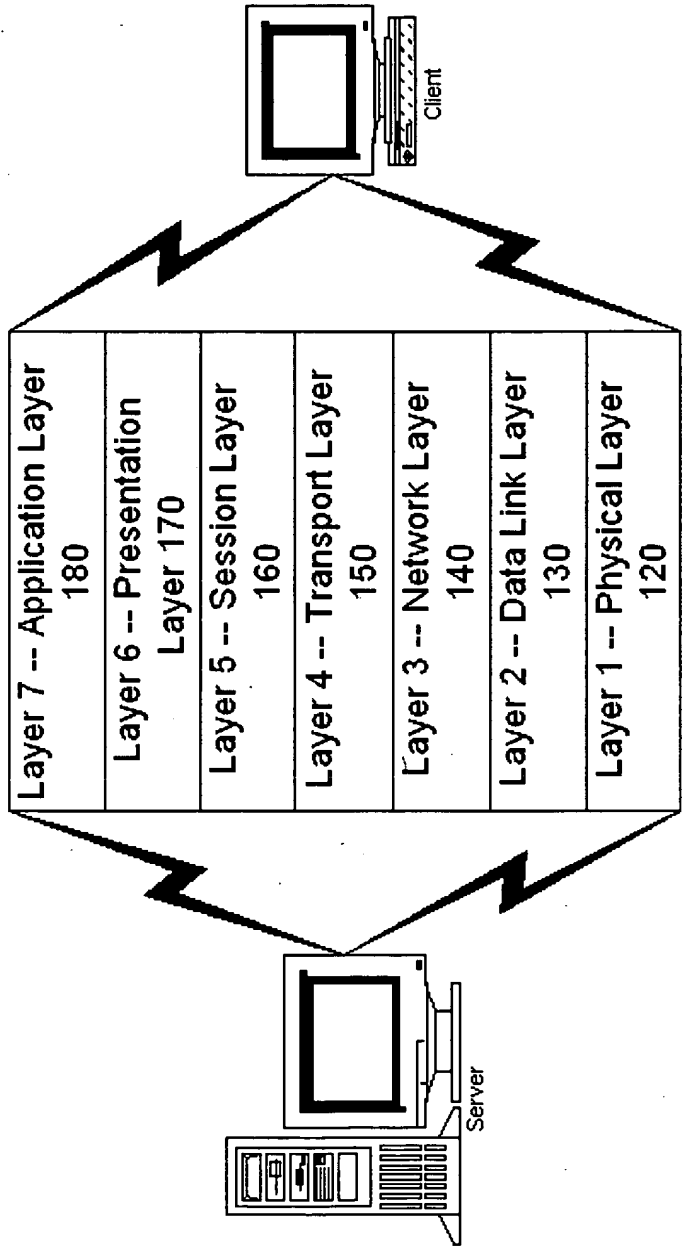 Server
Layer 7 -- Application Layer
180
Layer 6 -- Presentation
Layer 170
Layer 5 -- Session Layer
160
Layer 4 -- Transport Layer
150
Layer 3 -- Network Layer
140
Layer 2 -- Data Link Layer
130
Layer 1 -- Physical Layer
120
Client